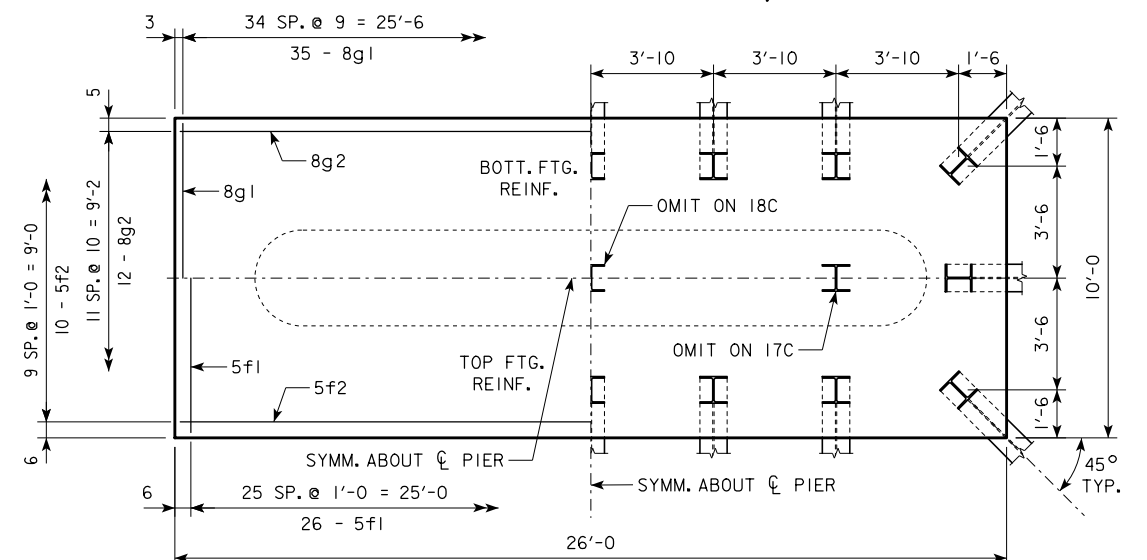 3
34 SP. @ 9 = 25'-6
35 - 8g1
3'-10
3'-10
3'-10
1'-6
5
8g2
BOTT. FTG.
REINF.
8g1
OMIT ON 18C
11 SP. @ 10 = 9'-2
12 - 8g2
9 SP. @ 1'-0 = 9'-0
10 - 5f2
1'-6
3'-6
10'-0
3'-6
1'-6
OMIT ON 17C
TOP FTG.
REINF.
5f1
5f2
SYMM. ABOUT ℄ PIER
SYMM. ABOUT ℄ PIER
45°
TYP.
6
6
25 SP. @ 1'-0 = 25'-0
26 - 5f1
26'-0